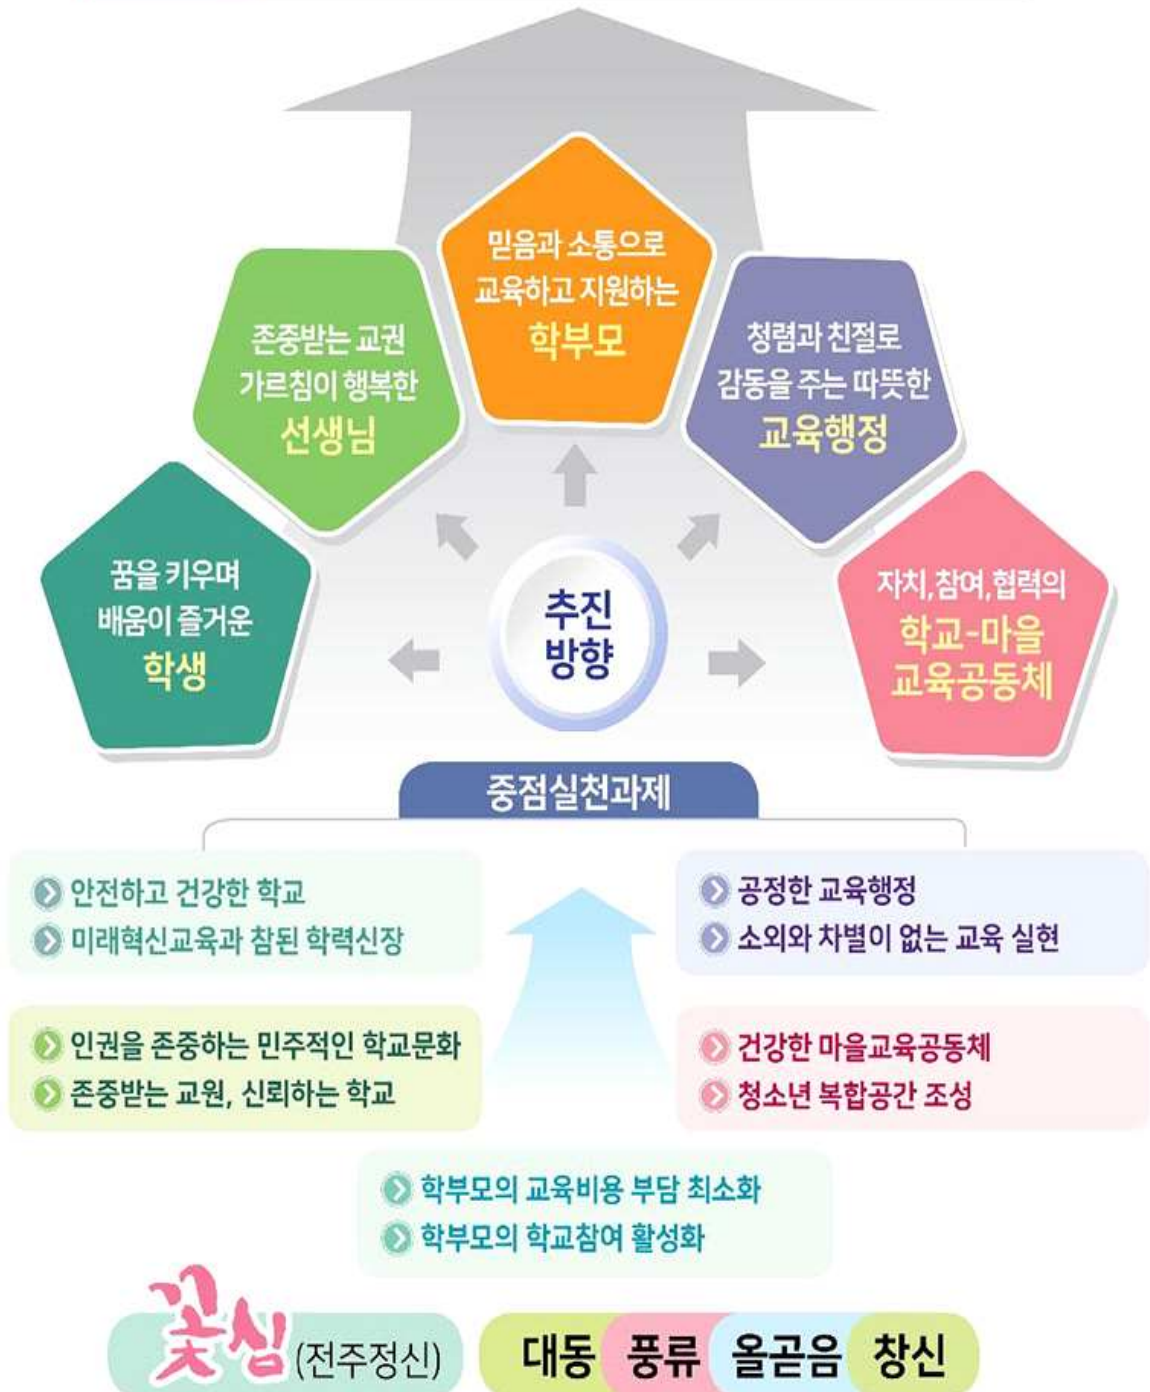 믿음과 소통으로
교육하고 지원하는
학부모
존중받는 교권
가르침이 행복한
선생님
청렴과 친절로
감동을 주는 따뜻한
교육행정
꿈을 키우며
배움이 즐거운
학생
자치,참여,협력의
학교-마을
교육공동체
추진
방향
중점실천과제
안전하고 건강한 학교
미래혁신교육과 참된 학력신장
공정한 교육행정
소외와 차별이 없는 교육 실현
인권을 존중하는 민주적인 학교문화
존중받는 교원, 신뢰하는 학교
건강한 마을교육공동체
청소년 복합공간 조성
학부모의 교육비용 부담 최소화
학부모의 학교참여 활성화
꽃심 (전주정신) 대동 풍류 올곧음 창신